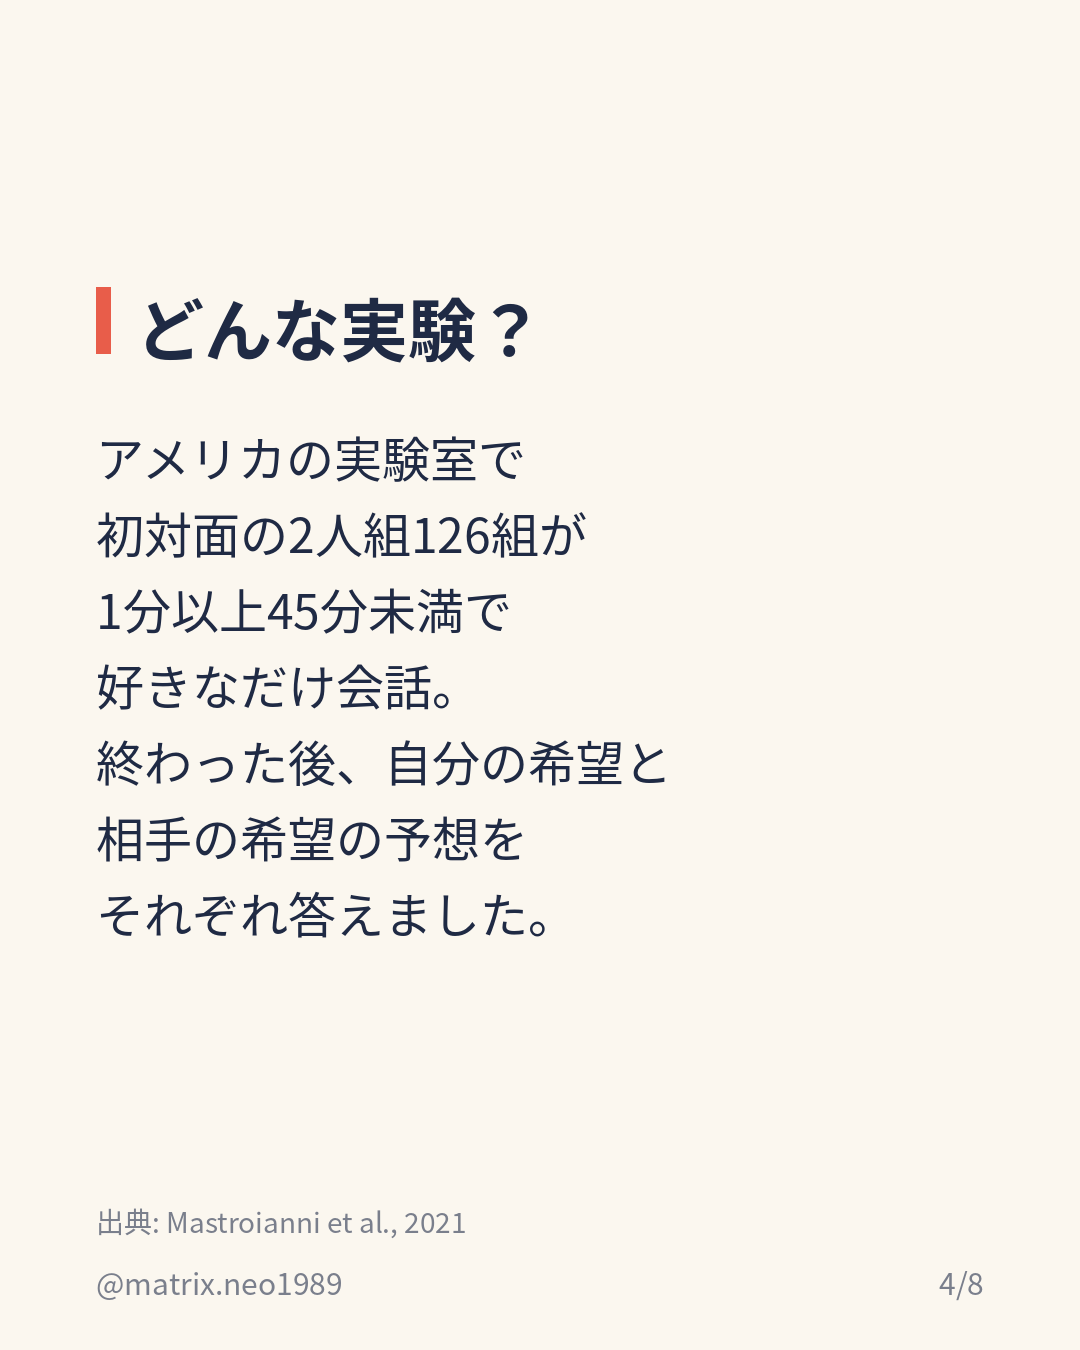 どんな実験？
アメリカの実験室で
初対面の2人組126組が
1分以上45分未満で
好きなだけ会話。
終わった後、自分の希望と
相手の希望の予想を
それぞれ答えました。
出典: Mastroianni et al., 2021
@matrix.neo1989
4/8